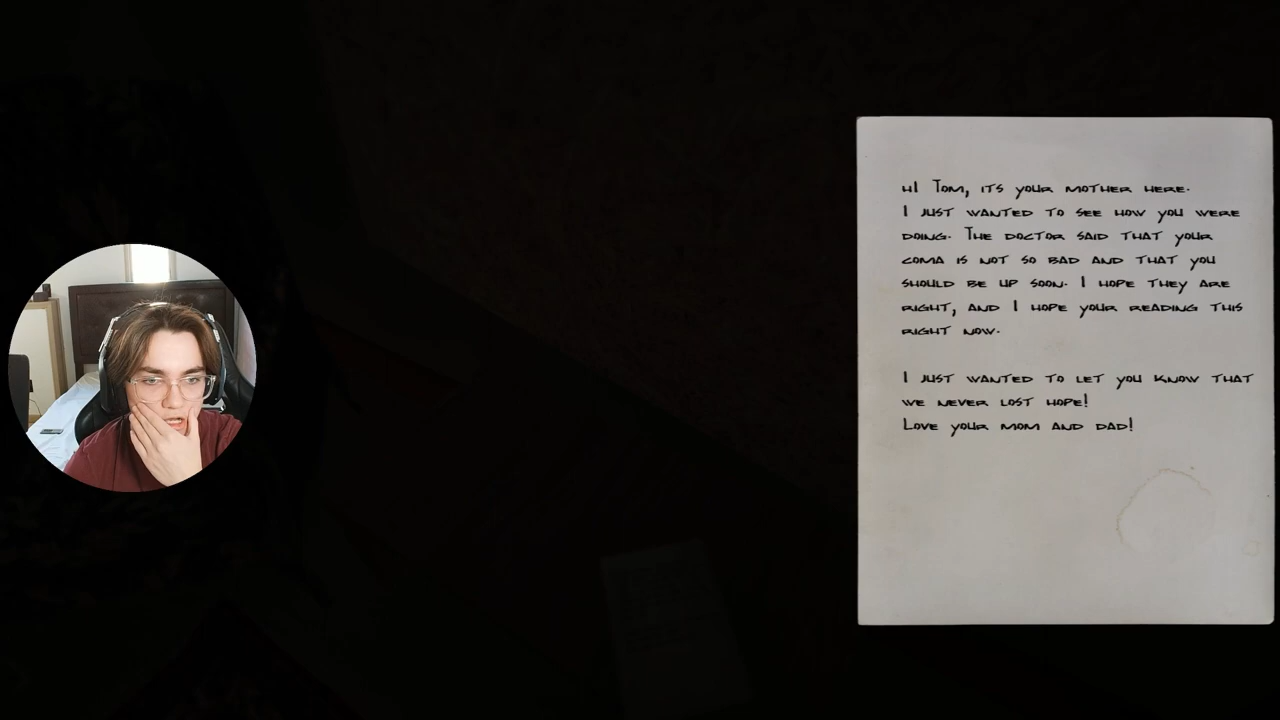 HI Tom, its your mother here.
I just wanted to see how you were
doing. The doctor said that your
coma is not so bad and that you
should be up soon. I hope they are
right, and I hope your reading this
right now.
I just wanted to let you know that
we never lost hope!
Love your mom and dad!